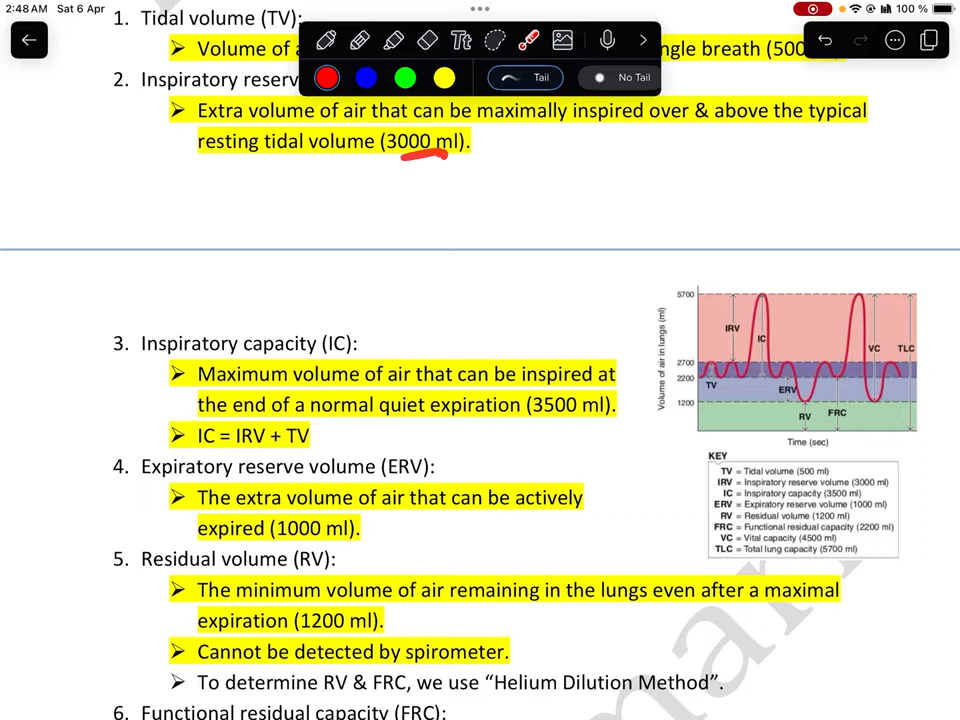 2:48 AM Sat 6 Apr
100 %
1. Tidal volume (TV):
➤ Volume of a ngle breath (500
2. Inspiratory reserv
Tt
Tail
No Tail
➤ Extra volume of air that can be maximally inspired over & above the typical
resting tidal volume (3000 ml).
3. Inspiratory capacity (IC):
➤ Maximum volume of air that can be inspired at
the end of a normal quiet expiration (3500 ml).
➤ IC = IRV + TV
4. Expiratory reserve volume (ERV):
➤ The extra volume of air that can be actively
expired (1000 ml).
5. Residual volume (RV):
➤ The minimum volume of air remaining in the lungs even after a maximal
expiration (1200 ml).
➤ Cannot be detected by spirometer.
➤ To determine RV & FRC, we use “Helium Dilution Method”.
6. Functional residual capacity (FRC):
Volume of air in lungs (ml)
5700
2700
2200
1200
IRV
IC
VC
TLC
TV
ERV
RV
FRC
Time (sec)
KEY
TV = Tidal volume (500 ml)
IRV = Inspiratory reserve volume (3000 ml)
IC = Inspiratory capacity (3500 ml)
ERV = Expiratory reserve volume (1000 ml)
RV = Residual volume (1200 ml)
FRC = Functional residual capacity (2200 ml)
VC = Vital capacity (4500 ml)
TLC = Total lung capacity (5700 ml)